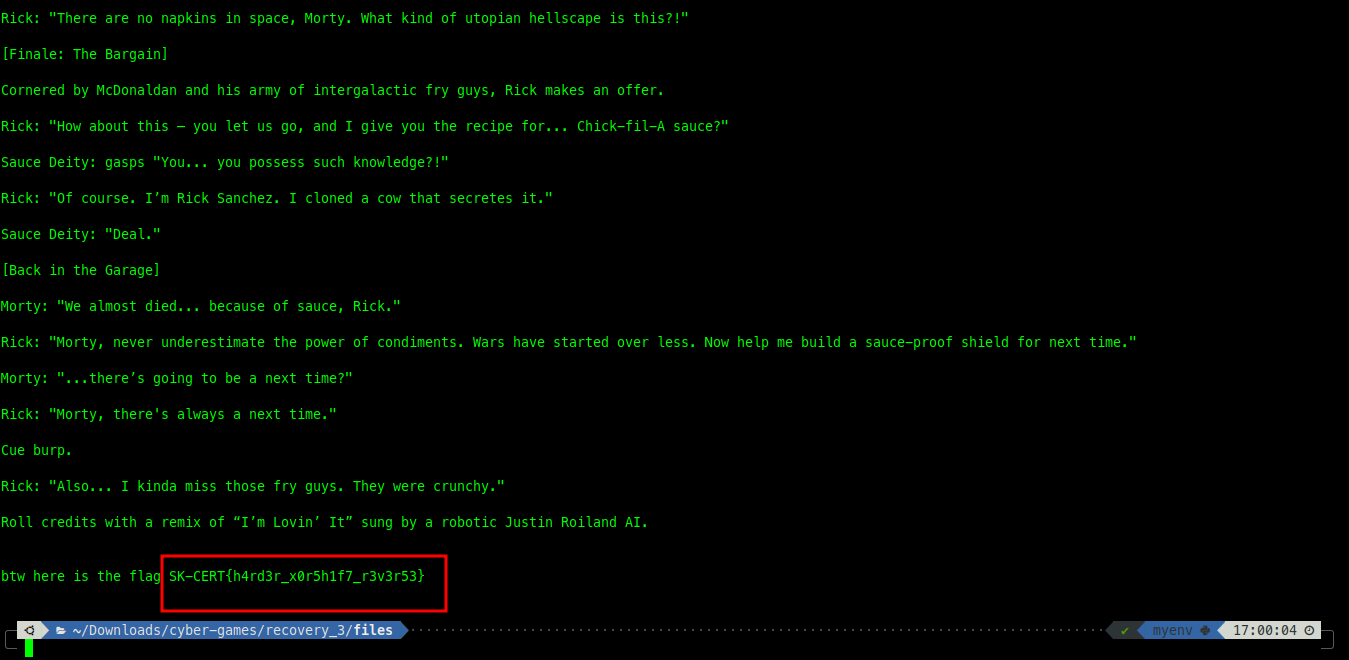 Rick: "There are no napkins in space, Morty. What kind of utopian hellscape is this?!"
[Finale: The Bargain]
Cornered by McDonaldan and his army of intergalactic fry guys, Rick makes an offer.
Rick: "How about this — you let us go, and I give you the recipe for... Chick-fil-A sauce?"
Sauce Deity: gasps "You... you possess such knowledge?!"
Rick: "Of course. I’m Rick Sanchez. I cloned a cow that secretes it."
Sauce Deity: "Deal."
[Back in the Garage]
Morty: "We almost died... because of sauce, Rick."
Rick: "Morty, never underestimate the power of condiments. Wars have started over less. Now help me build a sauce-proof shield for next time."
Morty: "...there’s going to be a next time?"
Rick: "Morty, there's always a next time."
Cue burp.
Rick: "Also... I kinda miss those fry guys. They were crunchy."
Roll credits with a remix of “I’m Lovin’ It” sung by a robotic Justin Roiland AI.
btw here is the flag SK-CERT{h4rd3r_x0r5h1f7_r3v3r53}
~/Downloads/cyber-games/recovery_3/files ✔ myenv 17:00:04